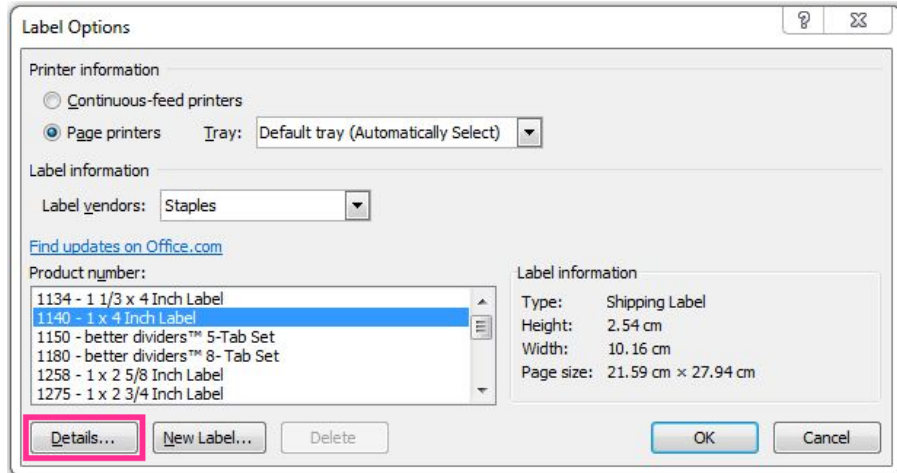 Label Options
Printer information
Continuous-feed printers
Page printers Tray: Default tray (Automatically Select)
Label information
Label vendors: Staples
Find updates on Office.com
Product number:
1134 - 1 1/3 x 4 Inch Label
1140 - 1 x 4 Inch Label
1150 - better dividers™ 5-Tab Set
1180 - better dividers™ 8- Tab Set
1258 - 1 x 2 5/8 Inch Label
1275 - 1 x 2 3/4 Inch Label
Label information
Type: Shipping Label
Height: 2.54 cm
Width: 10.16 cm
Page size: 21.59 cm × 27.94 cm
Details... New Label... Delete OK Cancel